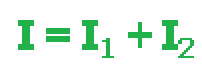 I = I₁ + I₂